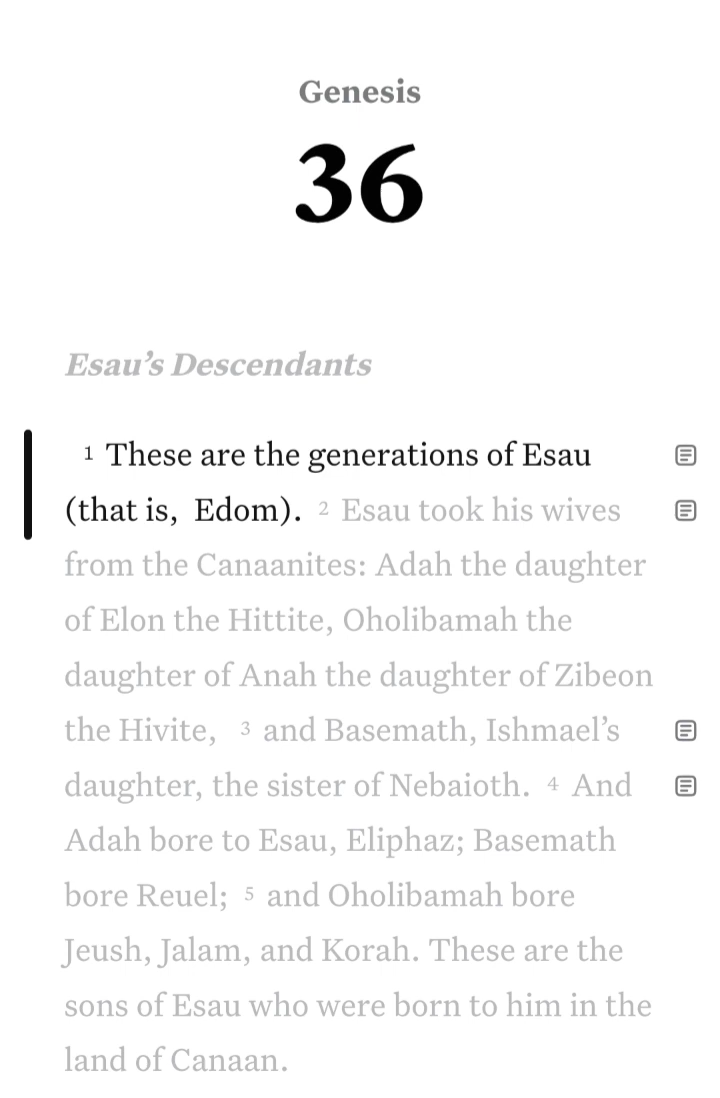 Genesis
36
Esau’s Descendants
1 These are the generations of Esau
(that is, Edom). 2 Esau took his wives
from the Canaanites: Adah the daughter
of Elon the Hittite, Oholibamah the
daughter of Anah the daughter of Zibeon
the Hivite, 3 and Basemath, Ishmael’s
daughter, the sister of Nebaioth. 4 And
Adah bore to Esau, Eliphaz; Basemath
bore Reuel; 5 and Oholibamah bore
Jeush, Jalam, and Korah. These are the
sons of Esau who were born to him in the
land of Canaan.